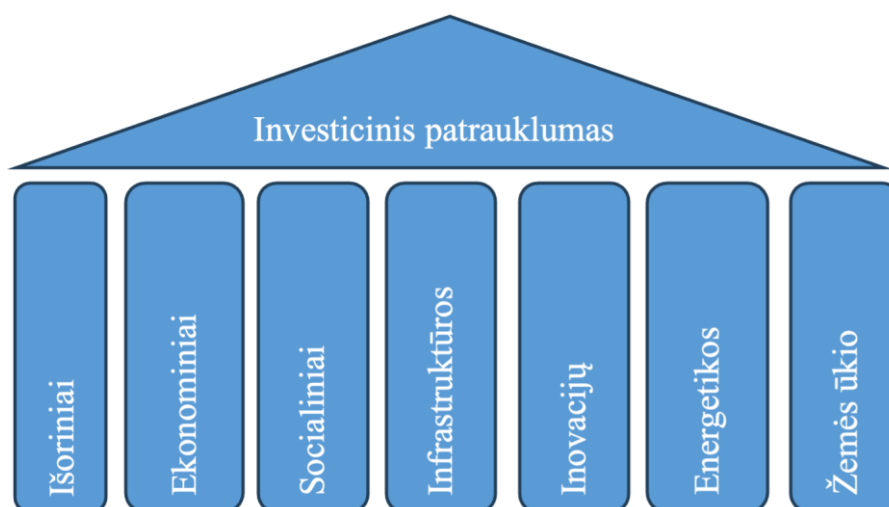 Investicinis patrauklumas
Išoriniai
Ekonominiai
Socialiniai
Infrastruktūros
Inovacijų
Energetikos
Žemės ūkio